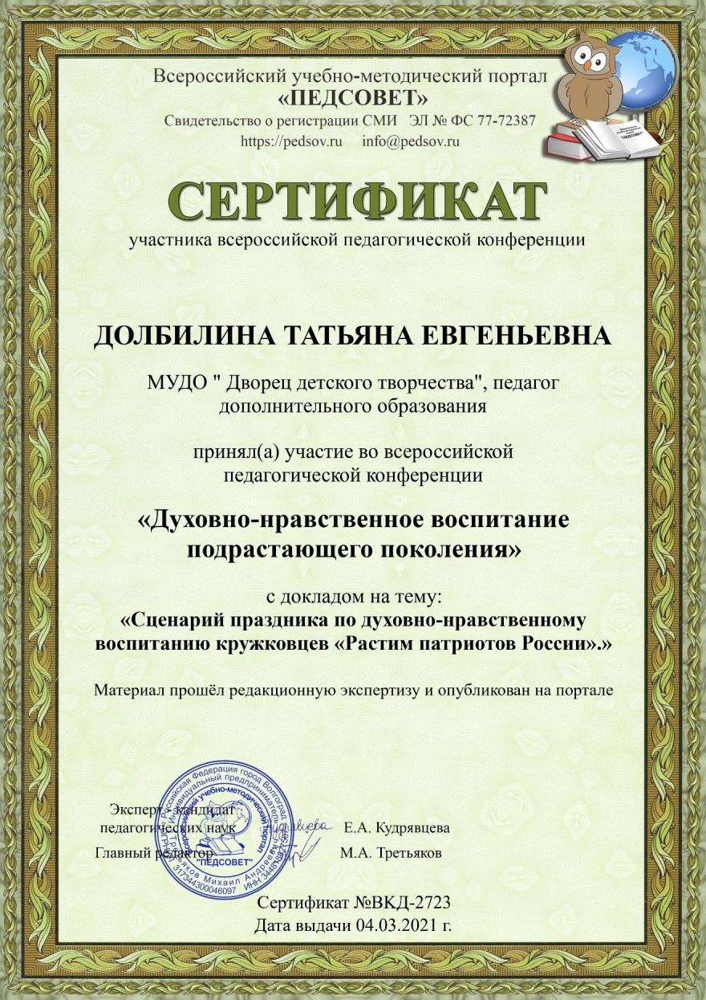 Всероссийский учебно-методический портал
«ПЕДСОВЕТ»
Свидетельство о регистрации СМИ ЭЛ № ФС 77-72387
https://pedsov.ru info@pedsov.ru
"ПЕДСОВЕТ"
СЕРТИФИКАТ
участника всероссийской педагогической конференции
ДОЛБИЛИНА ТАТЬЯНА ЕВГЕНЬЕВНА
МУДО " Дворец детского творчества", педагог
дополнительного образования
принял(а) участие во всероссийской
педагогической конференции
«Духовно-нравственное воспитание
подрастающего поколения»
с докладом на тему:
«Сценарий праздника по духовно-нравственному
воспитанию кружковцев «Растим патриотов России».»
Материал прошёл редакционную экспертизу и опубликован на портале
Эксперт - кандидат
педагогических наук Е.А. Кудрявцева
Главный редактор М.А. Третьяков
Российская Федерация город Волгоград
Индивидуальный предприниматель
Третьяков Михаил Андреевич
Всероссийский учебно-методический портал
"ПЕДСОВЕТ"
317344300046097
Сертификат №ВКД-2723
Дата выдачи 04.03.2021 г.